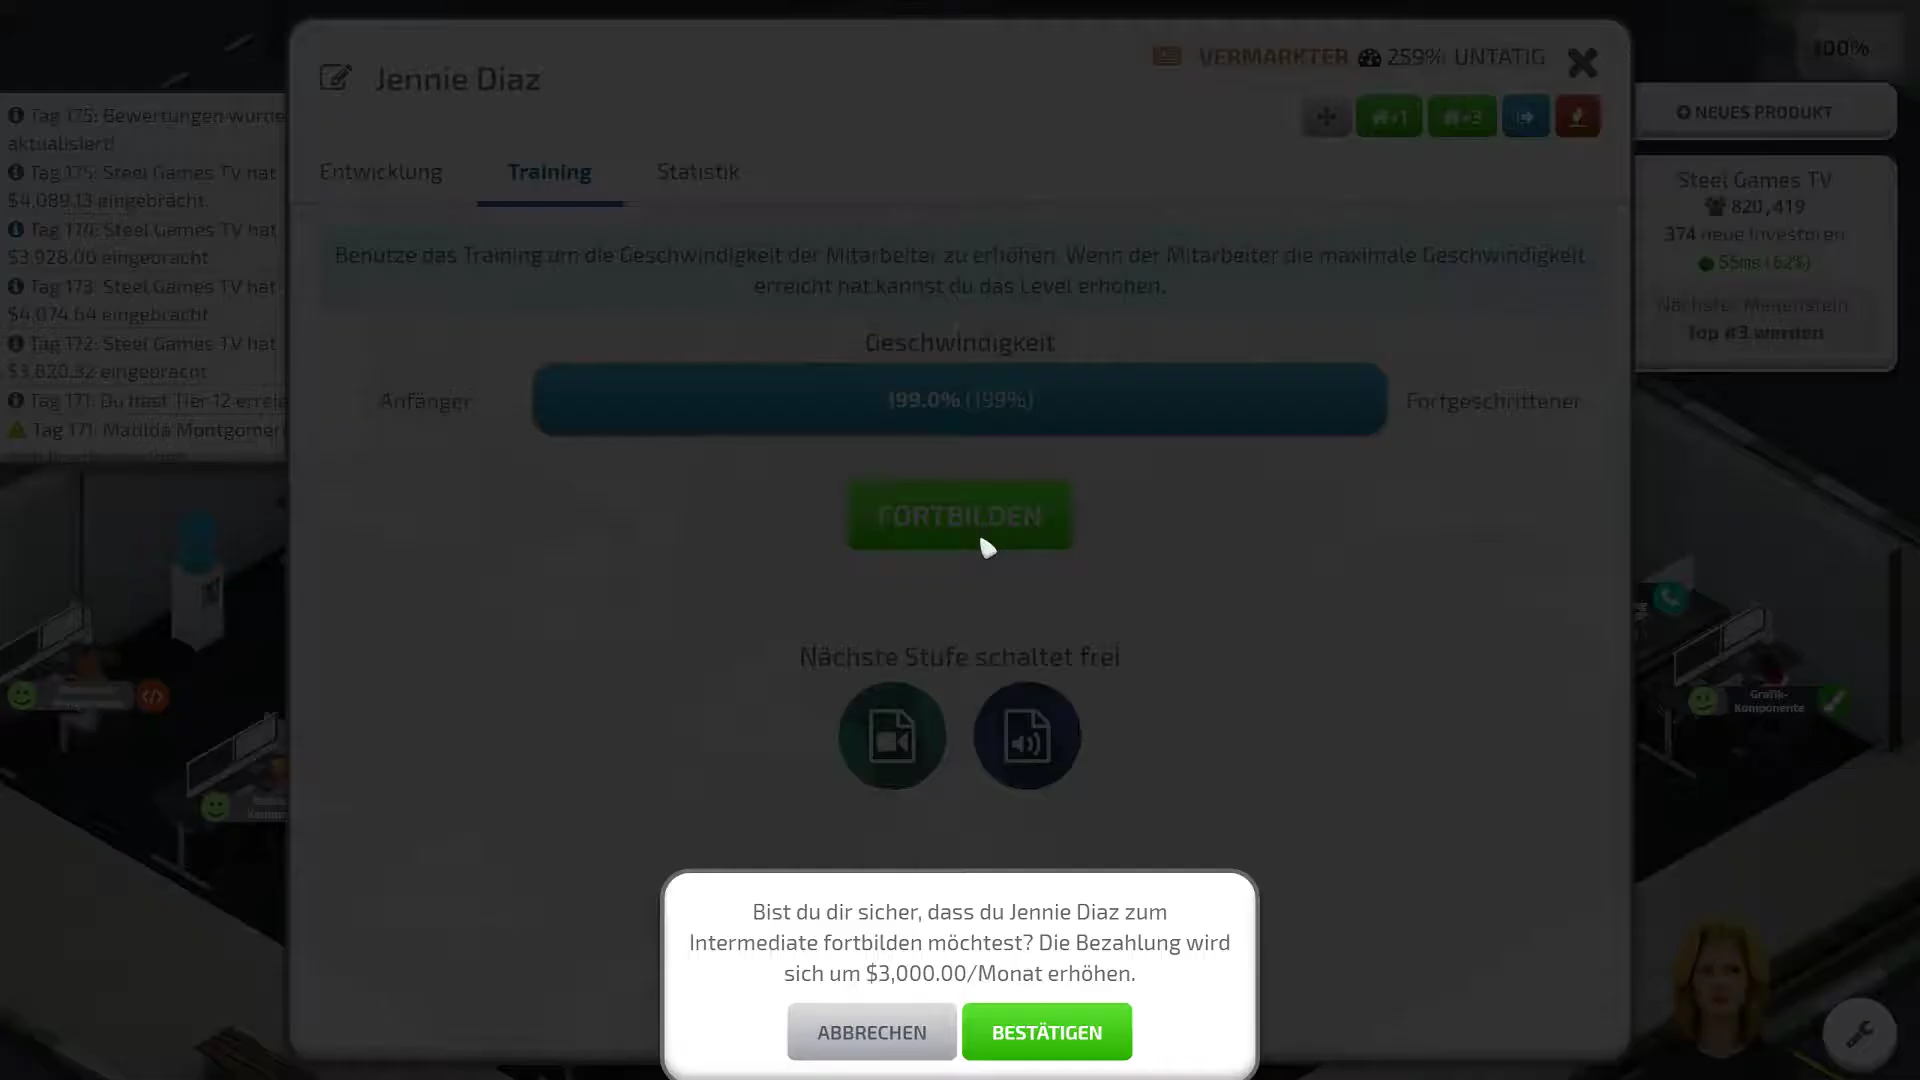 100%
Jennie Diaz
VERMARKTER 259% UNTÄTIG
+1
+3
NEUES PRODUKT
Tag 175: Bewertungen wurde
aktualisiert!
Tag 175: Steel Games TV hat
$4,089.13 eingebracht.
Tag 174: Steel Games TV hat
$3,928.00 eingebracht
Tag 173: Steel Games TV hat
$4,074.64 eingebracht
Tag 172: Steel Games TV hat
$3,820.32 eingebracht
Tag 171: Du hast Tier 12 erreic
Tag 171: Matilda Montgomer
Entwicklung
Training
Statistik
Steel Games TV
820,419
374 neue Investoren
55ms (62%)
Nächster Meilenstein
Top #3 werden
Benutze das Training um die Geschwindigkeit der Mitarbeiter zu erhöhen. Wenn der Mitarbeiter die maximale Geschwindigkeit
erreicht hat kannst du das Level erhöhen.
Geschwindigkeit
Anfänger
199.0% (199%)
Fortgeschrittener
FORTBILDEN
Nächste Stufe schaltet frei
Grafik-
Komponente
Bist du dir sicher, dass du Jennie Diaz zum
Intermediate fortbilden möchtest? Die Bezahlung wird
sich um $3,000.00/Monat erhöhen.
ABBRECHEN
BESTÄTIGEN